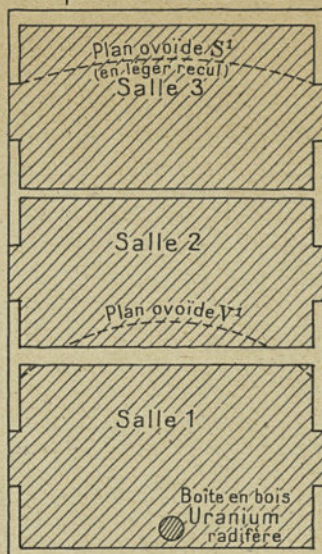 Plan ovoïde S¹
(en léger recul)
Salle 3
Salle 2
Plan ovoïde V¹
Salle 1
Boîte en bois
Uranium
radifère